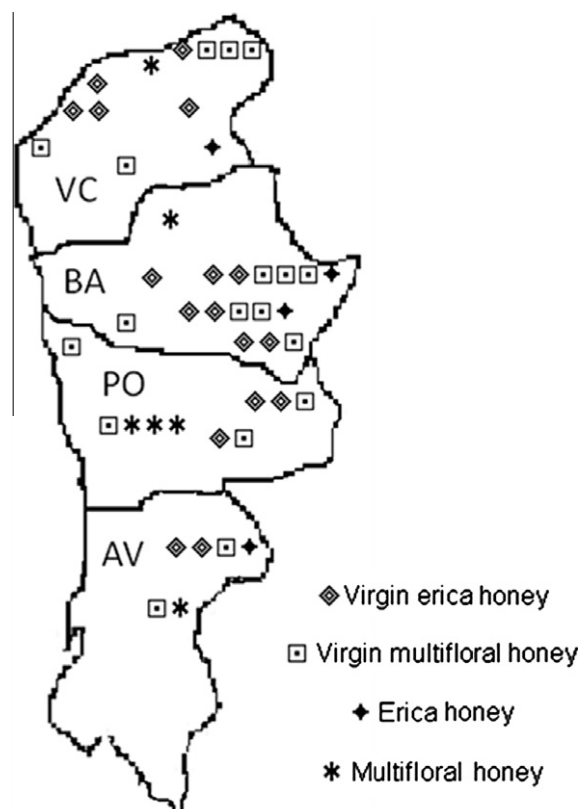 VC
BA
PO
AV
Virgin erica honey
Virgin multifloral honey
Erica honey
Multifloral honey